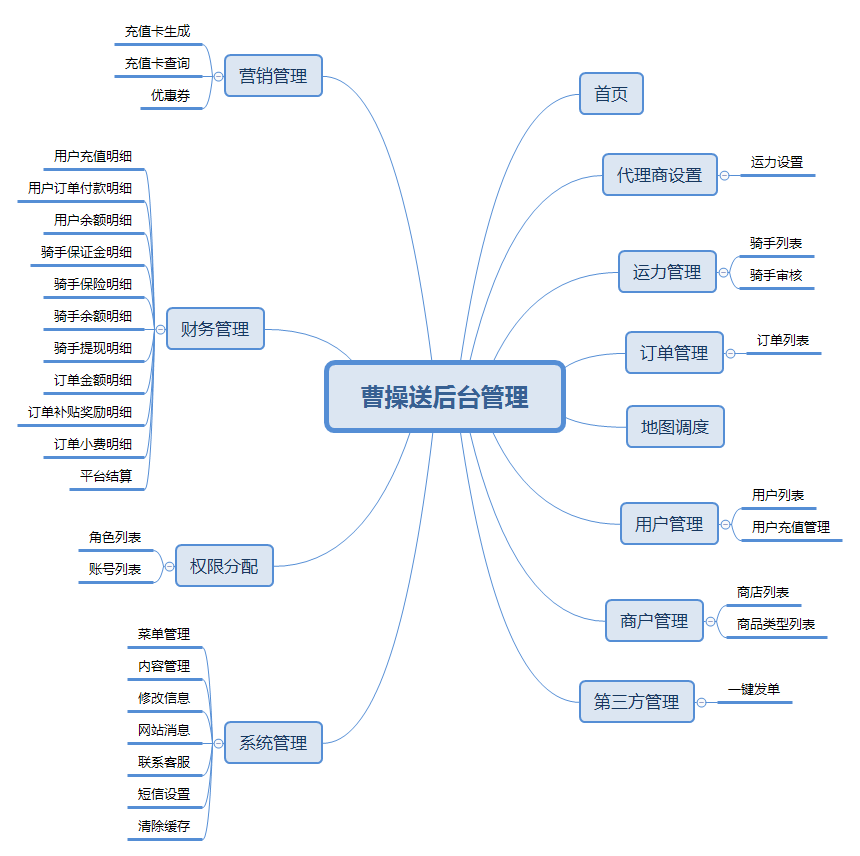 曹操送后台管理
首页
代理商设置
运力设置
运力管理
骑手列表
骑手审核
订单管理
订单列表
地图调度
用户管理
用户列表
用户充值管理
商户管理
商店列表
商品类型列表
第三方管理
一键发单
营销管理
充值卡生成
充值卡查询
优惠券
财务管理
用户充值明细
用户订单付款明细
用户余额明细
骑手保证金明细
骑手保险明细
骑手余额明细
骑手提现明细
订单金额明细
订单补贴奖励明细
订单小费明细
平台结算
权限分配
角色列表
账号列表
系统管理
菜单管理
内容管理
修改信息
网站消息
联系客服
短信设置
清除缓存